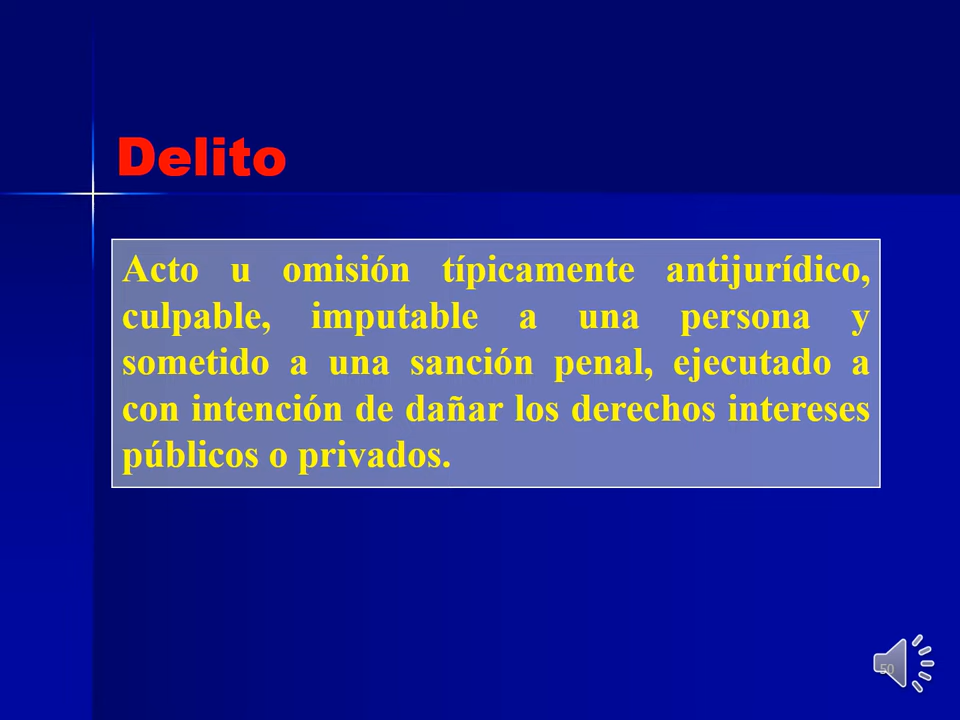 Delito
Acto u omisión típicamente antijurídico,
culpable, imputable a una persona y
sometido a una sanción penal, ejecutado a
con intención de dañar los derechos intereses
públicos o privados.
50